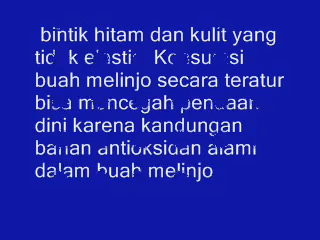 bintik hitam dan kulit yang
tidak elastis. Konsumsi
buah melinjo secara teratur
bisa mencegah penuaan
dini karena kandungan
bahan antioksidan alami
dalam buah melinjo